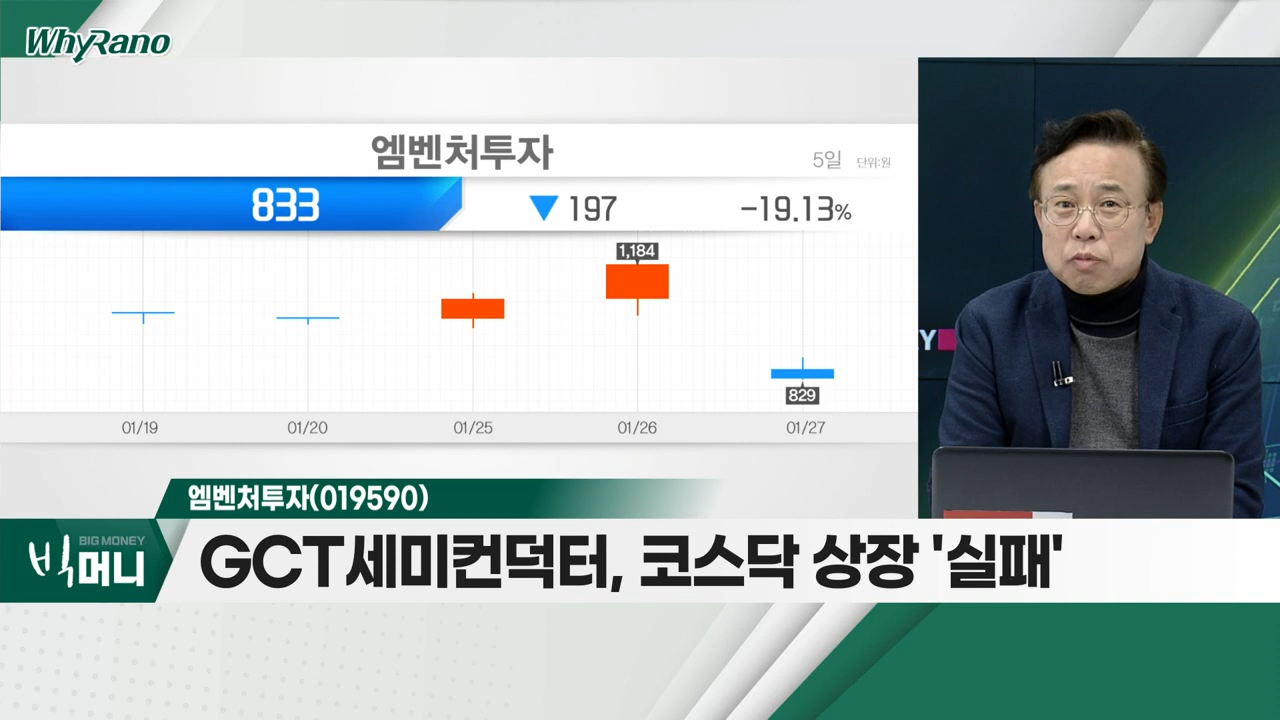 WhyRano
엠벤처투자
5일 단위:원
833 ▼ 197 -19.13%
1,184
829
01/19 01/20 01/25 01/26 01/27
Y
엠벤처투자(019590)
BIG MONEY
빅머니
GCT세미컨덕터, 코스닥 상장 '실패'